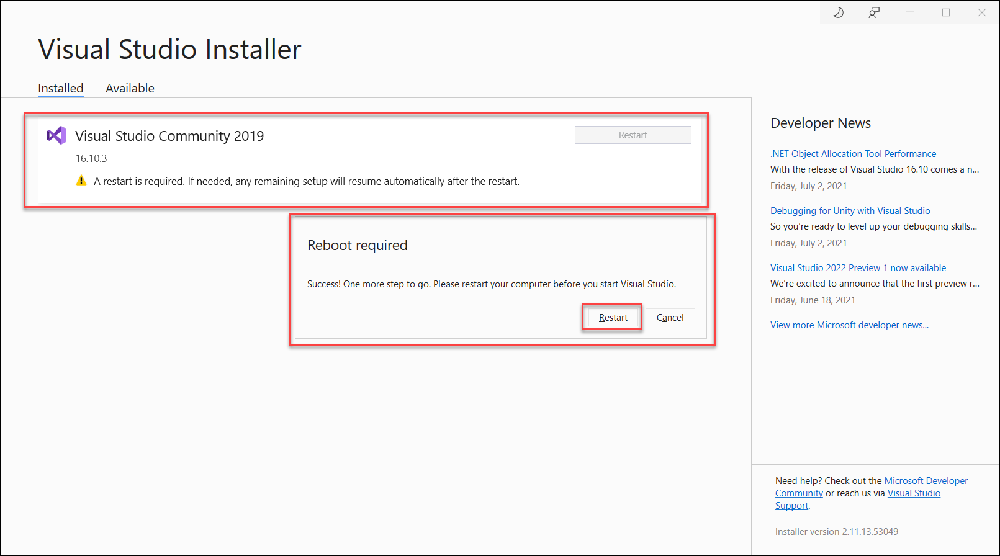 Visual Studio Installer
Installed
Available
Visual Studio Community 2019
Restart
16.10.3
A restart is required. If needed, any remaining setup will resume automatically after the restart.
Reboot required
Success! One more step to go. Please restart your computer before you start Visual Studio.
Restart
Cancel
Developer News
.NET Object Allocation Tool Performance
With the release of Visual Studio 16.10 comes a n...
Friday, July 2, 2021
Debugging for Unity with Visual Studio
So you’re ready to level up your debugging skills...
Friday, July 2, 2021
Visual Studio 2022 Preview 1 now available
We’re excited to announce that the first preview r...
Friday, June 18, 2021
View more Microsoft developer news...
Need help? Check out the Microsoft Developer
Community or reach us via Visual Studio
Support.
Installer version 2.11.13.53049